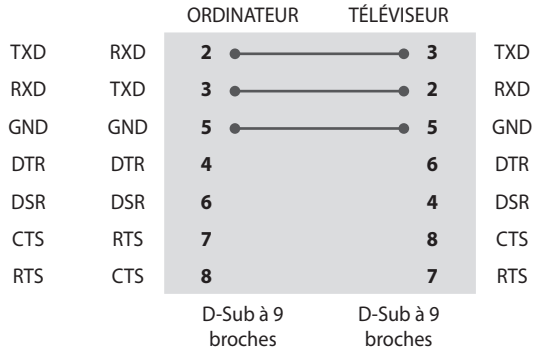 ORDINATEUR TÉLÉVISEUR
TXD RXD 2 3 TXD
RXD TXD 3 2 RXD
GND GND 5 5 GND
DTR DTR 4 6 DTR
DSR DSR 6 4 DSR
CTS RTS 7 8 CTS
RTS CTS 8 7 RTS
D-Sub à 9 D-Sub à 9
broches broches